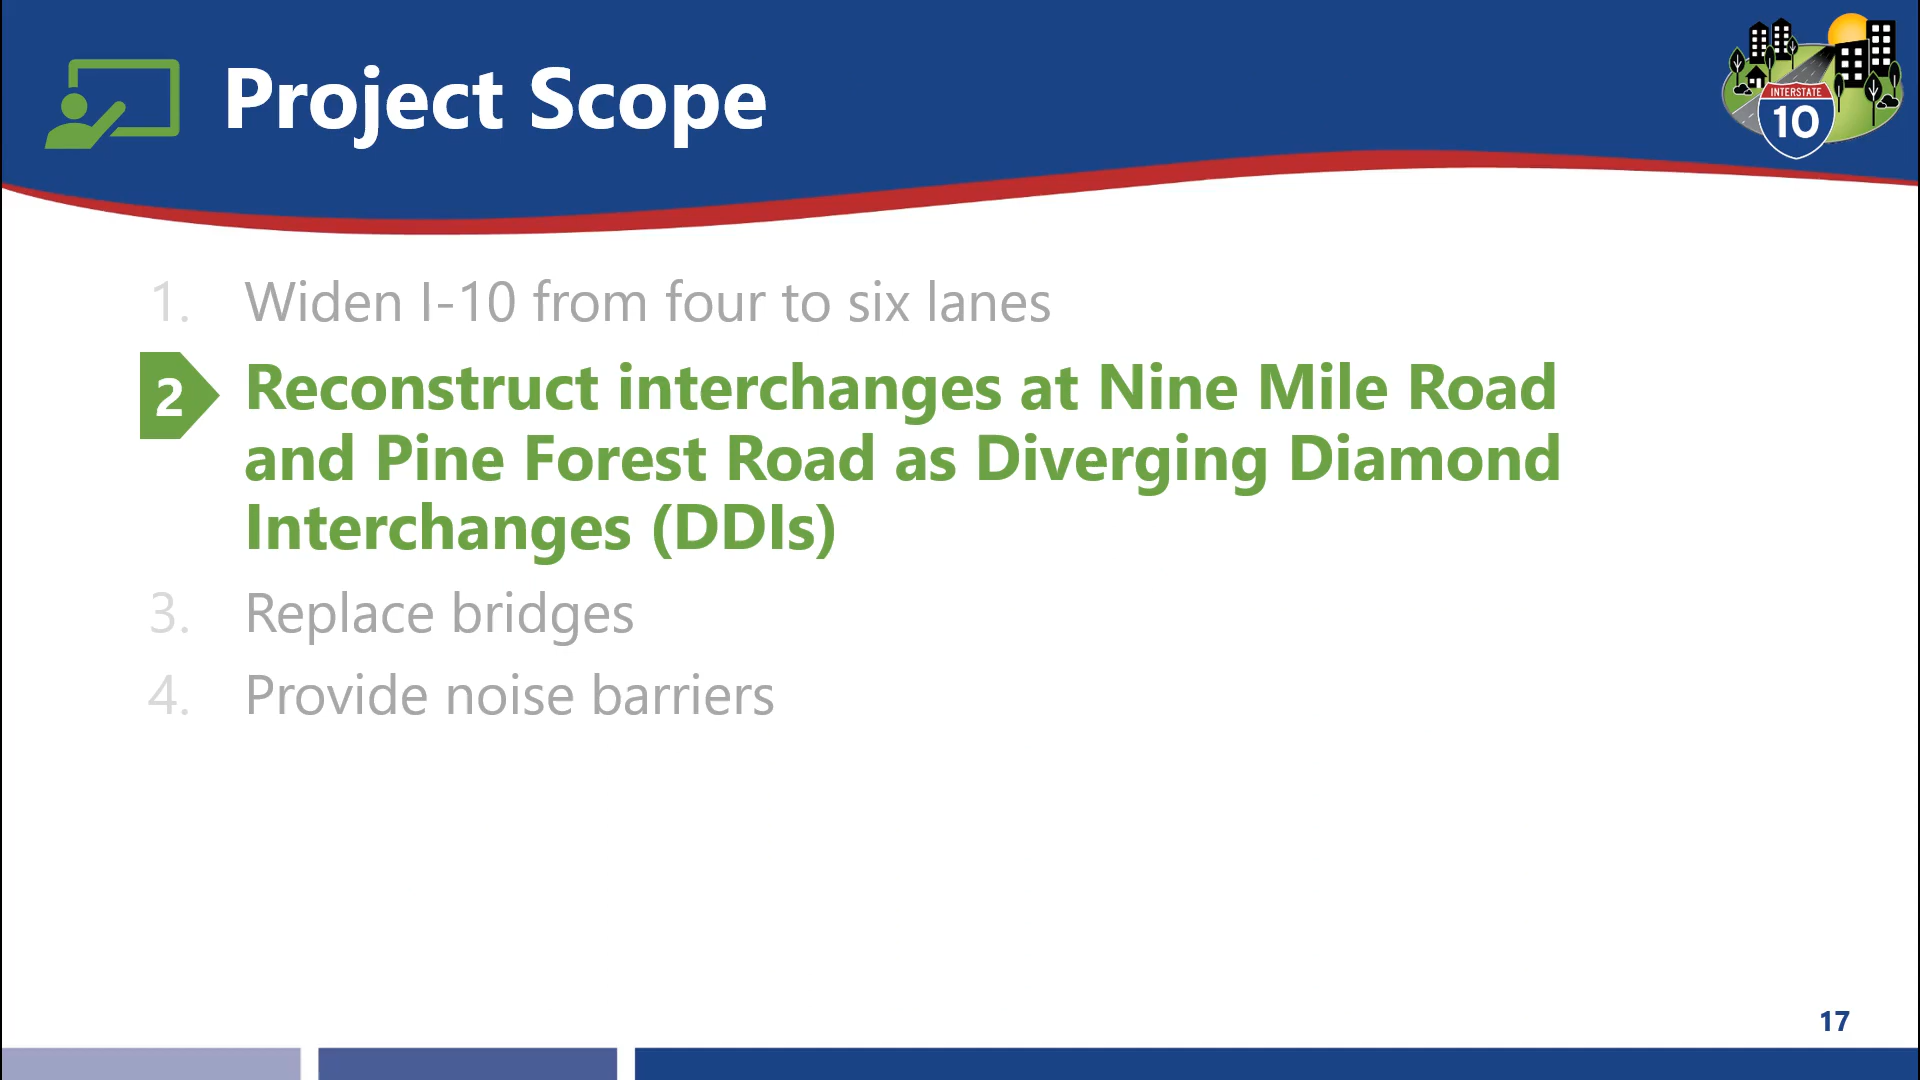 Project Scope
INTERSTATE
10
1. Widen I-10 from four to six lanes
2 Reconstruct interchanges at Nine Mile Road
and Pine Forest Road as Diverging Diamond
Interchanges (DDIs)
3. Replace bridges
4. Provide noise barriers
17